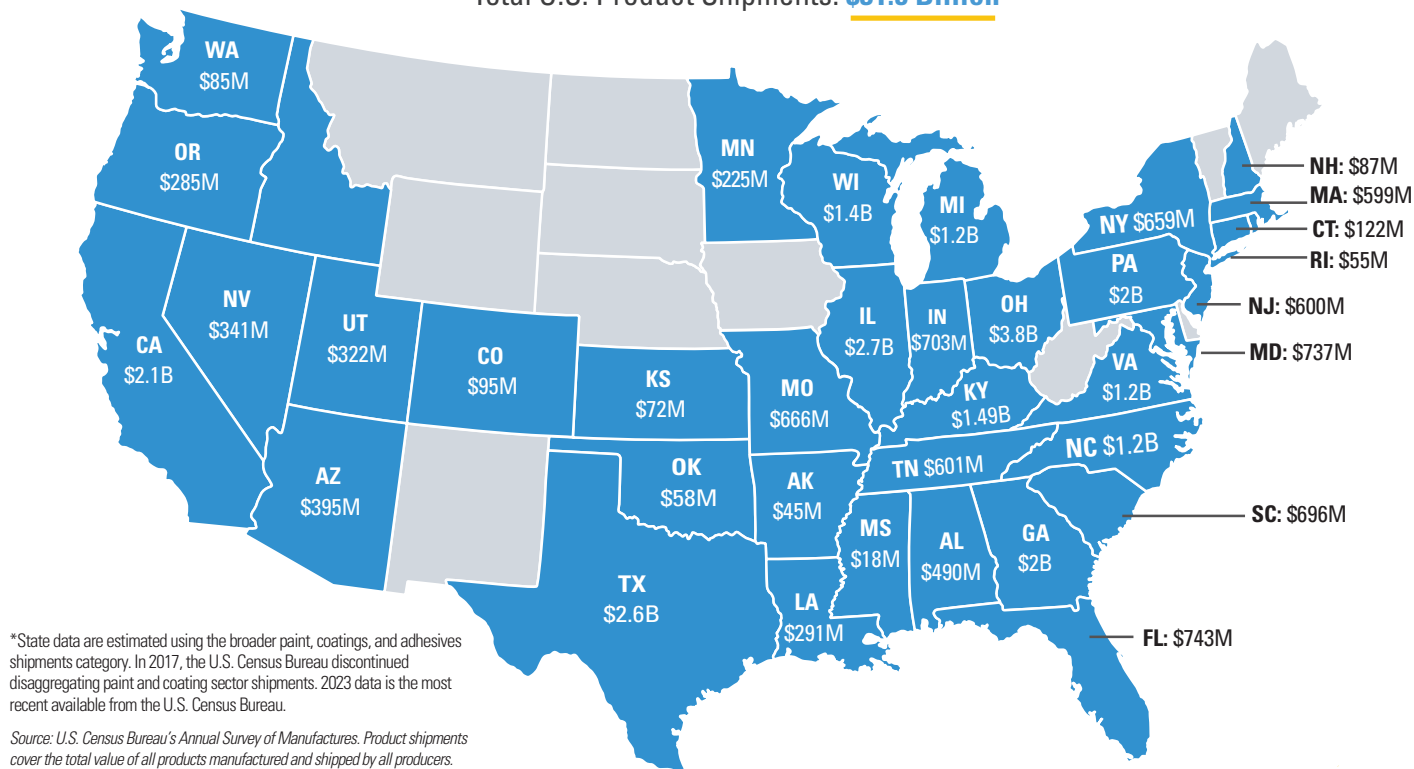 Total U.S. Product Shipments:
WA
$85M
OR
$285M
MN
$225M
WI
$1.4B
MI
$1.2B
NH: $87M
MA: $599M
NY $659M
CT: $122M
RI: $55M
PA
$2B
NV
$341M
UT
$322M
CA
$2.1B
CO
$95M
KS
$72M
MO
$666M
IL
$2.7B
IN
$703M
OH
$3.8B
NJ: $600M
MD: $737M
VA
$1.2B
KY
$1.49B
NC $1.2B
TN $601M
AZ
$395M
OK
$58M
AK
$45M
MS
$18M
AL
$490M
GA
$2B
SC: $696M
TX
$2.6B
LA
$291M
FL: $743M
*State data are estimated using the broader paint, coatings, and adhesives
shipments category. In 2017, the U.S. Census Bureau discontinued
disaggregating paint and coating sector shipments. 2023 data is the most
recent available from the U.S. Census Bureau.
Source: U.S. Census Bureau's Annual Survey of Manufactures. Product shipments
cover the total value of all products manufactured and shipped by all producers.